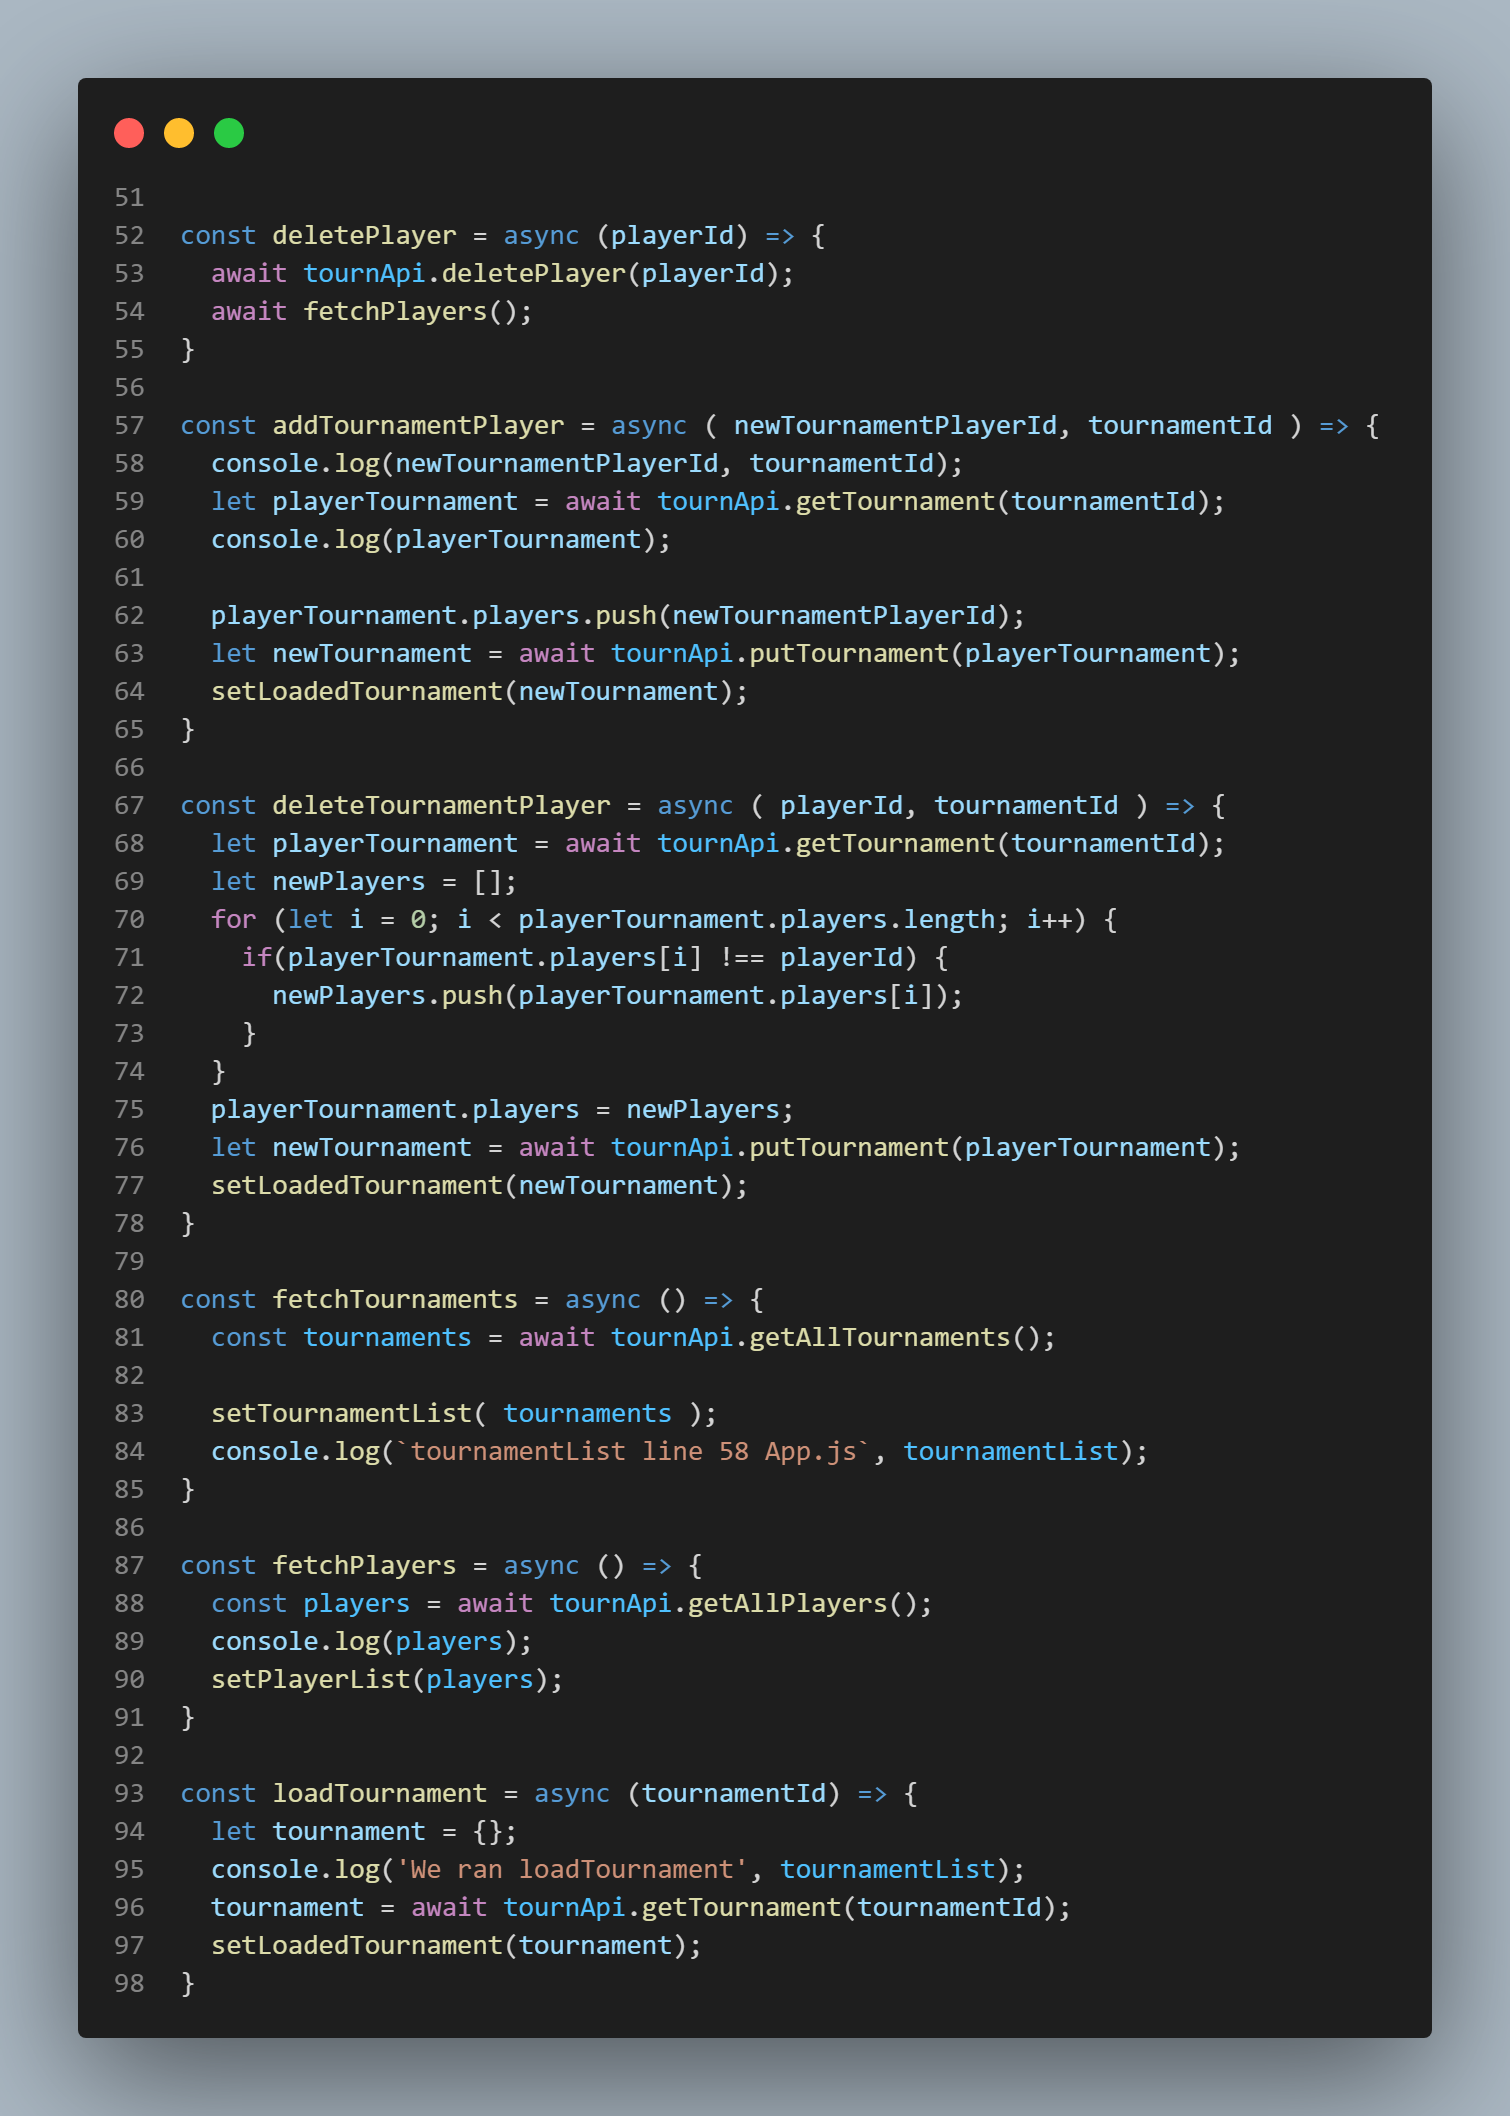 51
52 const deletePlayer = async (playerId) => {
53   await tournApi.deletePlayer(playerId);
54   await fetchPlayers();
55 }
56
57 const addTournamentPlayer = async ( newTournamentPlayerId, tournamentId ) => {
58   console.log(newTournamentPlayerId, tournamentId);
59   let playerTournament = await tournApi.getTournament(tournamentId);
60   console.log(playerTournament);
61
62   playerTournament.players.push(newTournamentPlayerId);
63   let newTournament = await tournApi.putTournament(playerTournament);
64   setLoadedTournament(newTournament);
65 }
66
67 const deleteTournamentPlayer = async ( playerId, tournamentId ) => {
68   let playerTournament = await tournApi.getTournament(tournamentId);
69   let newPlayers = [];
70   for (let i = 0; i < playerTournament.players.length; i++) {
71     if(playerTournament.players[i] !== playerId) {
72       newPlayers.push(playerTournament.players[i]);
73     }
74   }
75   playerTournament.players = newPlayers;
76   let newTournament = await tournApi.putTournament(playerTournament);
77   setLoadedTournament(newTournament);
78 }
79
80 const fetchTournaments = async () => {
81   const tournaments = await tournApi.getAllTournaments();
82
83   setTournamentList( tournaments );
84   console.log(`tournamentList line 58 App.js`, tournamentList);
85 }
86
87 const fetchPlayers = async () => {
88   const players = await tournApi.getAllPlayers();
89   console.log(players);
90   setPlayerList(players);
91 }
92
93 const loadTournament = async (tournamentId) => {
94   let tournament = {};
95   console.log('We ran loadTournament', tournamentList);
96   tournament = await tournApi.getTournament(tournamentId);
97   setLoadedTournament(tournament);
98 }